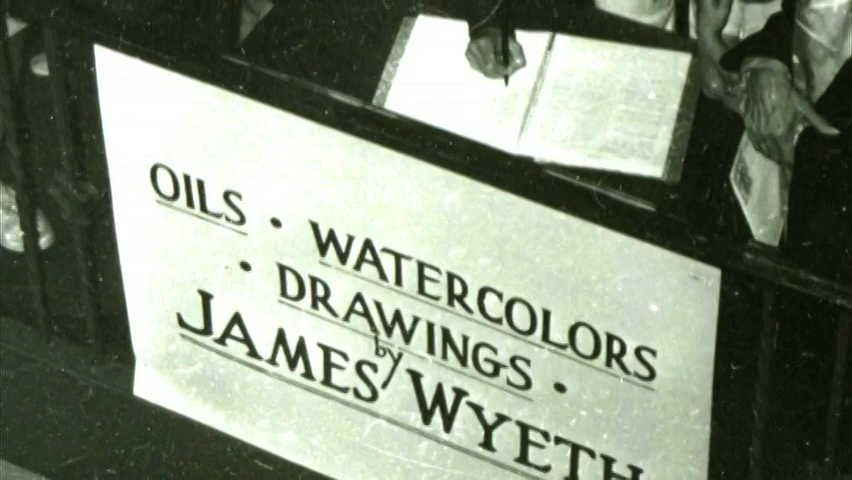 OILS • WATERCOLORS
• DRAWINGS •
by
JAMES WYETH